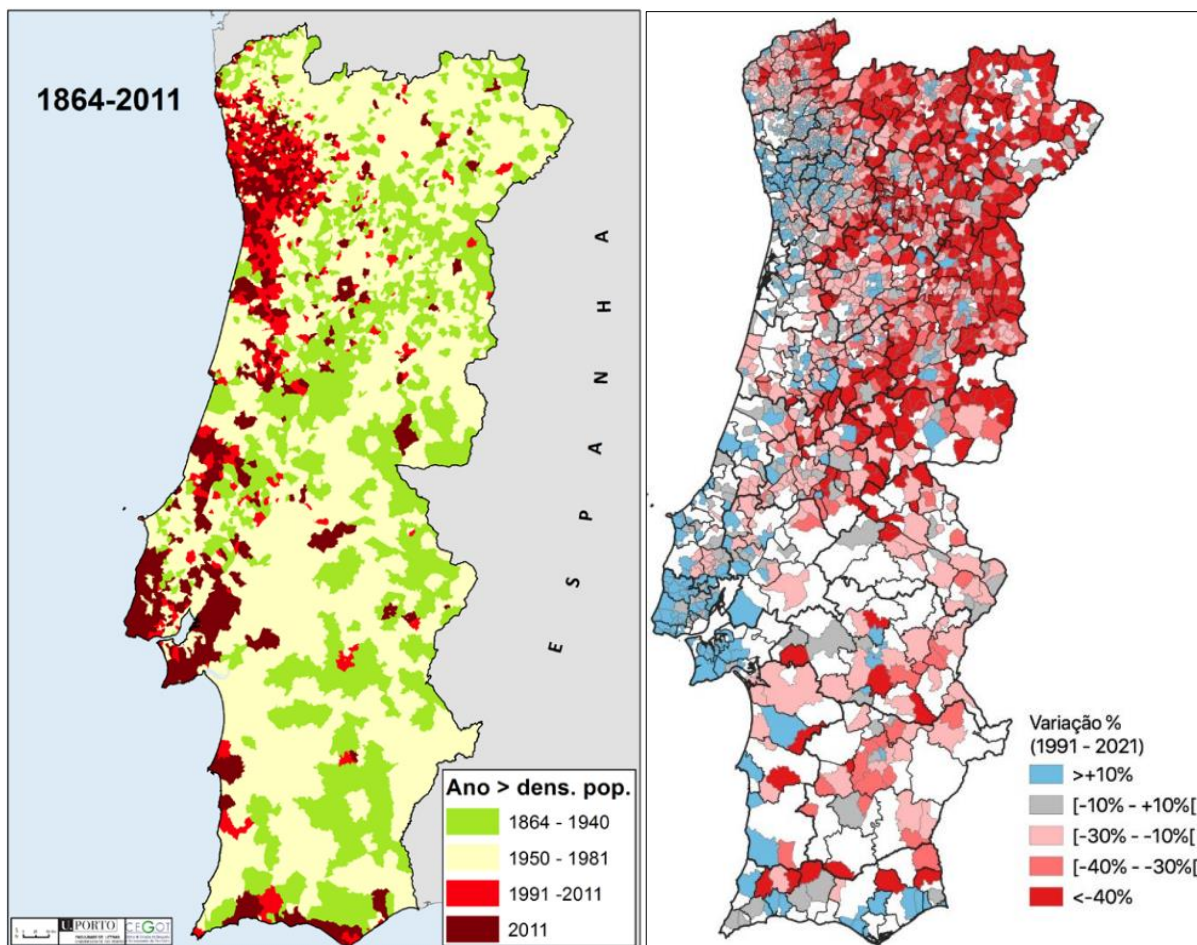 1864-2011
E S P A N H A
Ano > dens. pop.
1864 - 1940
1950 - 1981
1991 -2011
2011
U. PORTO
Variação %
(1991 - 2021)
>+10%
[-10% - +10%[
[-30% - -10%[
[-40% - -30%[
<-40%